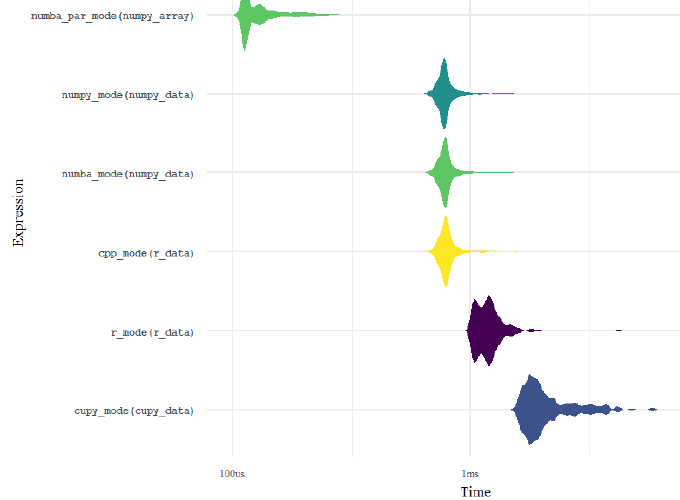 numba_par_mode(numpy_array)
numpy_mode(numpy_data)
numba_mode(numpy_data)
cpp_mode(r_data)
r_mode(r_data)
cupy_mode(cupy_data)
Expression
100us
1ms
Time